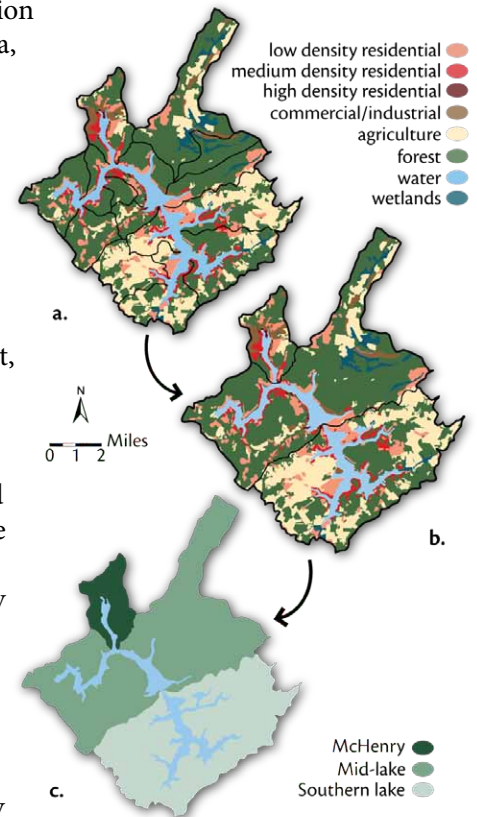 ion
a,
low density residential
medium density residential
high density residential
commercial/industrial
agriculture
forest
water
wetlands
a.
t,
N
Miles
0 1 2
d
e
b.
y
McHenry
Mid-lake
Southern lake
c.
y